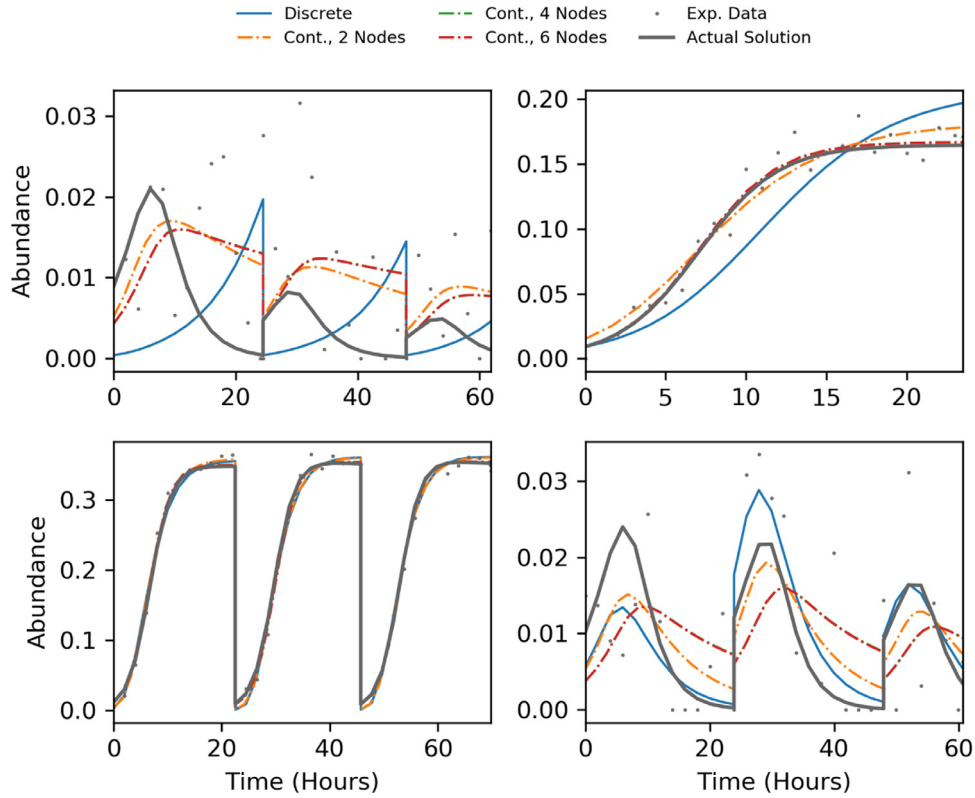 Discrete Cont., 4 Nodes Exp. Data
Cont., 2 Nodes Cont., 6 Nodes Actual Solution
Abundance
0.03
0.02
0.01
0.00
0 20 40 60
0.20
0.15
0.10
0.05
0.00
0 5 10 15 20
Abundance
0.3
0.2
0.1
0.0
0 20 40 60
Time (Hours)
0.03
0.02
0.01
0.00
0 20 40 60
Time (Hours)